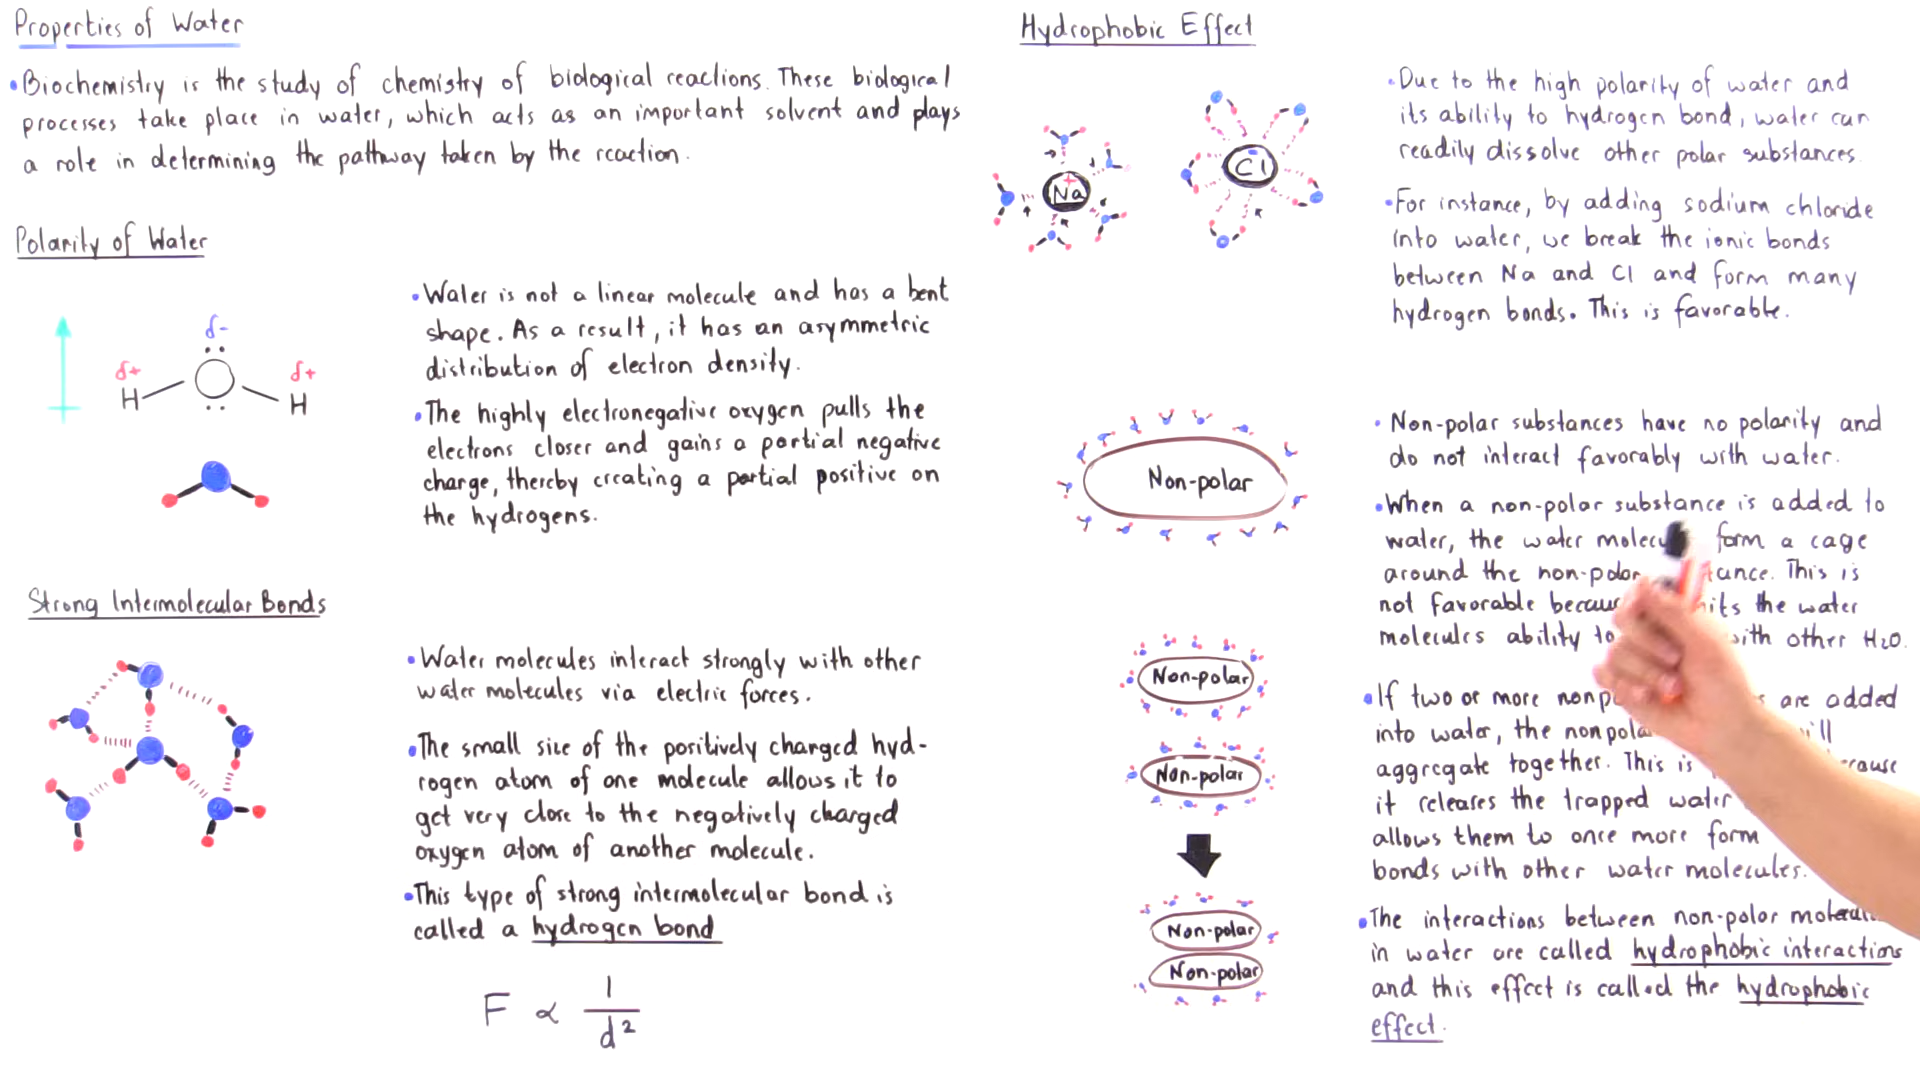 Properties of Water
•Biochemistry is the study of chemistry of biological reactions. These biological
processes take place in water, which acts as an important solvent and plays
a role in determining the pathway taken by the reaction.
Polarity of Water
δ-
δ+
δ+
H
H
•Water is not a linear molecule and has a bent
shape. As a result, it has an asymmetric
distribution of electron density.
•The highly electronegative oxygen pulls the
electrons closer and gains a partial negative
charge, thereby creating a partial positive on
the hydrogens.
Strong Intermolecular Bonds
•Water molecules interact strongly with other
water molecules via electric forces.
•The small size of the positively charged hyd-
rogen atom of one molecule allows it to
get very close to the negatively charged
oxygen atom of another molecule.
•This type of strong intermolecular bond is
called a hydrogen bond
F ∝ 1/d²
Hydrophobic Effect
+
Na
-
Cl
•Due to the high polarity of water and
its ability to hydrogen bond, water can
readily dissolve other polar substances.
•For instance, by adding sodium chloride
into water, we break the ionic bonds
between Na and Cl and form many
hydrogen bonds. This is favorable.
Non-polar
•Non-polar substances have no polarity and
do not interact favorably with water.
•When a non-polar substance is added to
water, the water form a cage
around the non-polar This is
not favorable the water
molecules ability to with other H2O.
Non-polar
Non-polar
Non-polar
Non-polar
•If two or more are added
into water, the
aggregate together. This is
it releases the trapped water
allows them to once more form
bonds with other water molecules.
•The interactions between non-polar
in water are called hydrophobic interactions
and this effect is called the hydrophobic
effect.